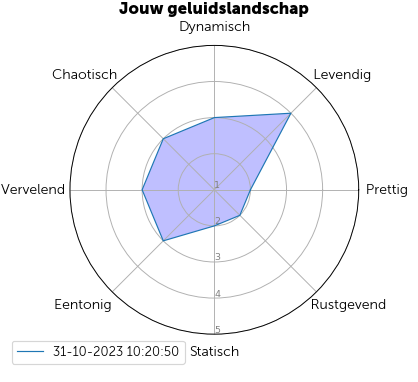 Jouw geluidslandschap
Dynamisch
Chaotisch
Levendig
Vervelend
1
Prettig
2
3
4
Eentonig
Rustgevend
5
31-10-2023 10:20:50
Statisch